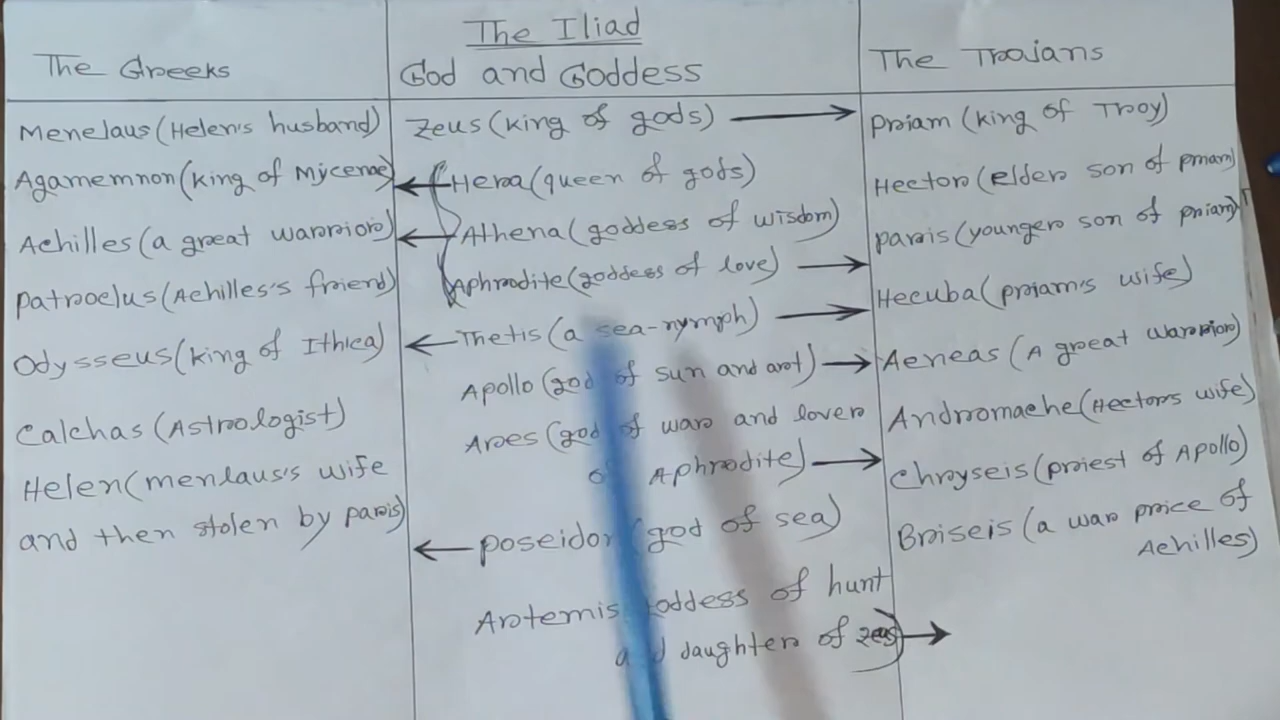 The Iliad
The Greeks
God and Goddess
The Trojans
Menelaus (Helen's husband)
Agamemnon (King of Mycenae)
Achilles (a great warrior)
Patroclus (Achilles's friend)
Odysseus (King of Ithica)
Calchas (Astrologist)
Helen (menlaus's wife
and then stolen by paris)
Zeus (King of gods)
Hera (queen of gods)
Athena (goddess of wisdom)
Aphrodite (goddess of love)
Thetis (a sea-nymph)
Apollo (god of sun and art)
Ares (god of war and lover
of Aphrodite)
Poseidon (god of sea)
Artemis goddess of hunt
and daughter of zeus)
Priam (King of Troy)
Hector (elder son of priam)
Paris (younger son of priam)
Hecuba (priam's wife)
Aeneas (A great warrior)
Andromache (Hector's wife)
Chryseis (priest of Apollo)
Briseis (a war price of
Achilles)